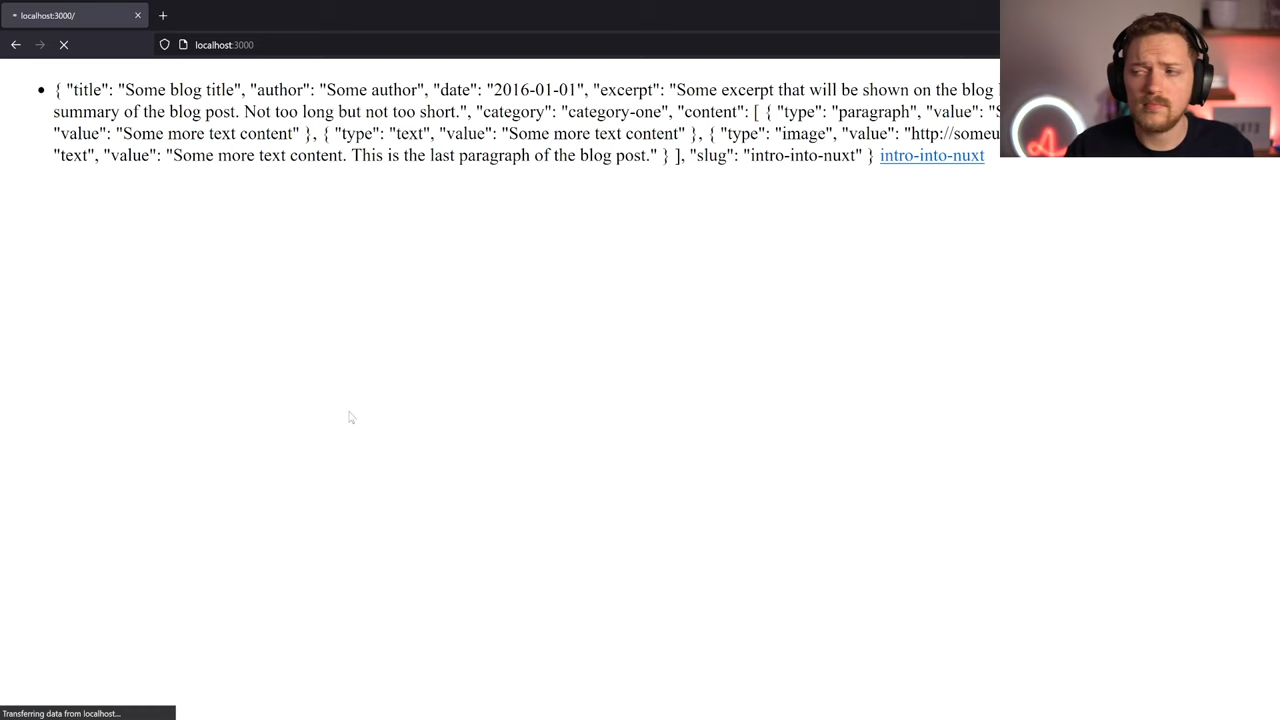 localhost:3000/
localhost:3000
{ "title": "Some blog title", "author": "Some author", "date": "2016-01-01", "excerpt": "Some excerpt that will be shown on the blog
summary of the blog post. Not too long but not too short.", "category": "category-one", "content": [ { "type": "paragraph", "value": "S
"value": "Some more text content" }, { "type": "text", "value": "Some more text content" }, { "type": "image", "value": "http://someu
"text", "value": "Some more text content. This is the last paragraph of the blog post." } ], "slug": "intro-into-nuxt" } intro-into-nuxt
Transferring data from localhost...